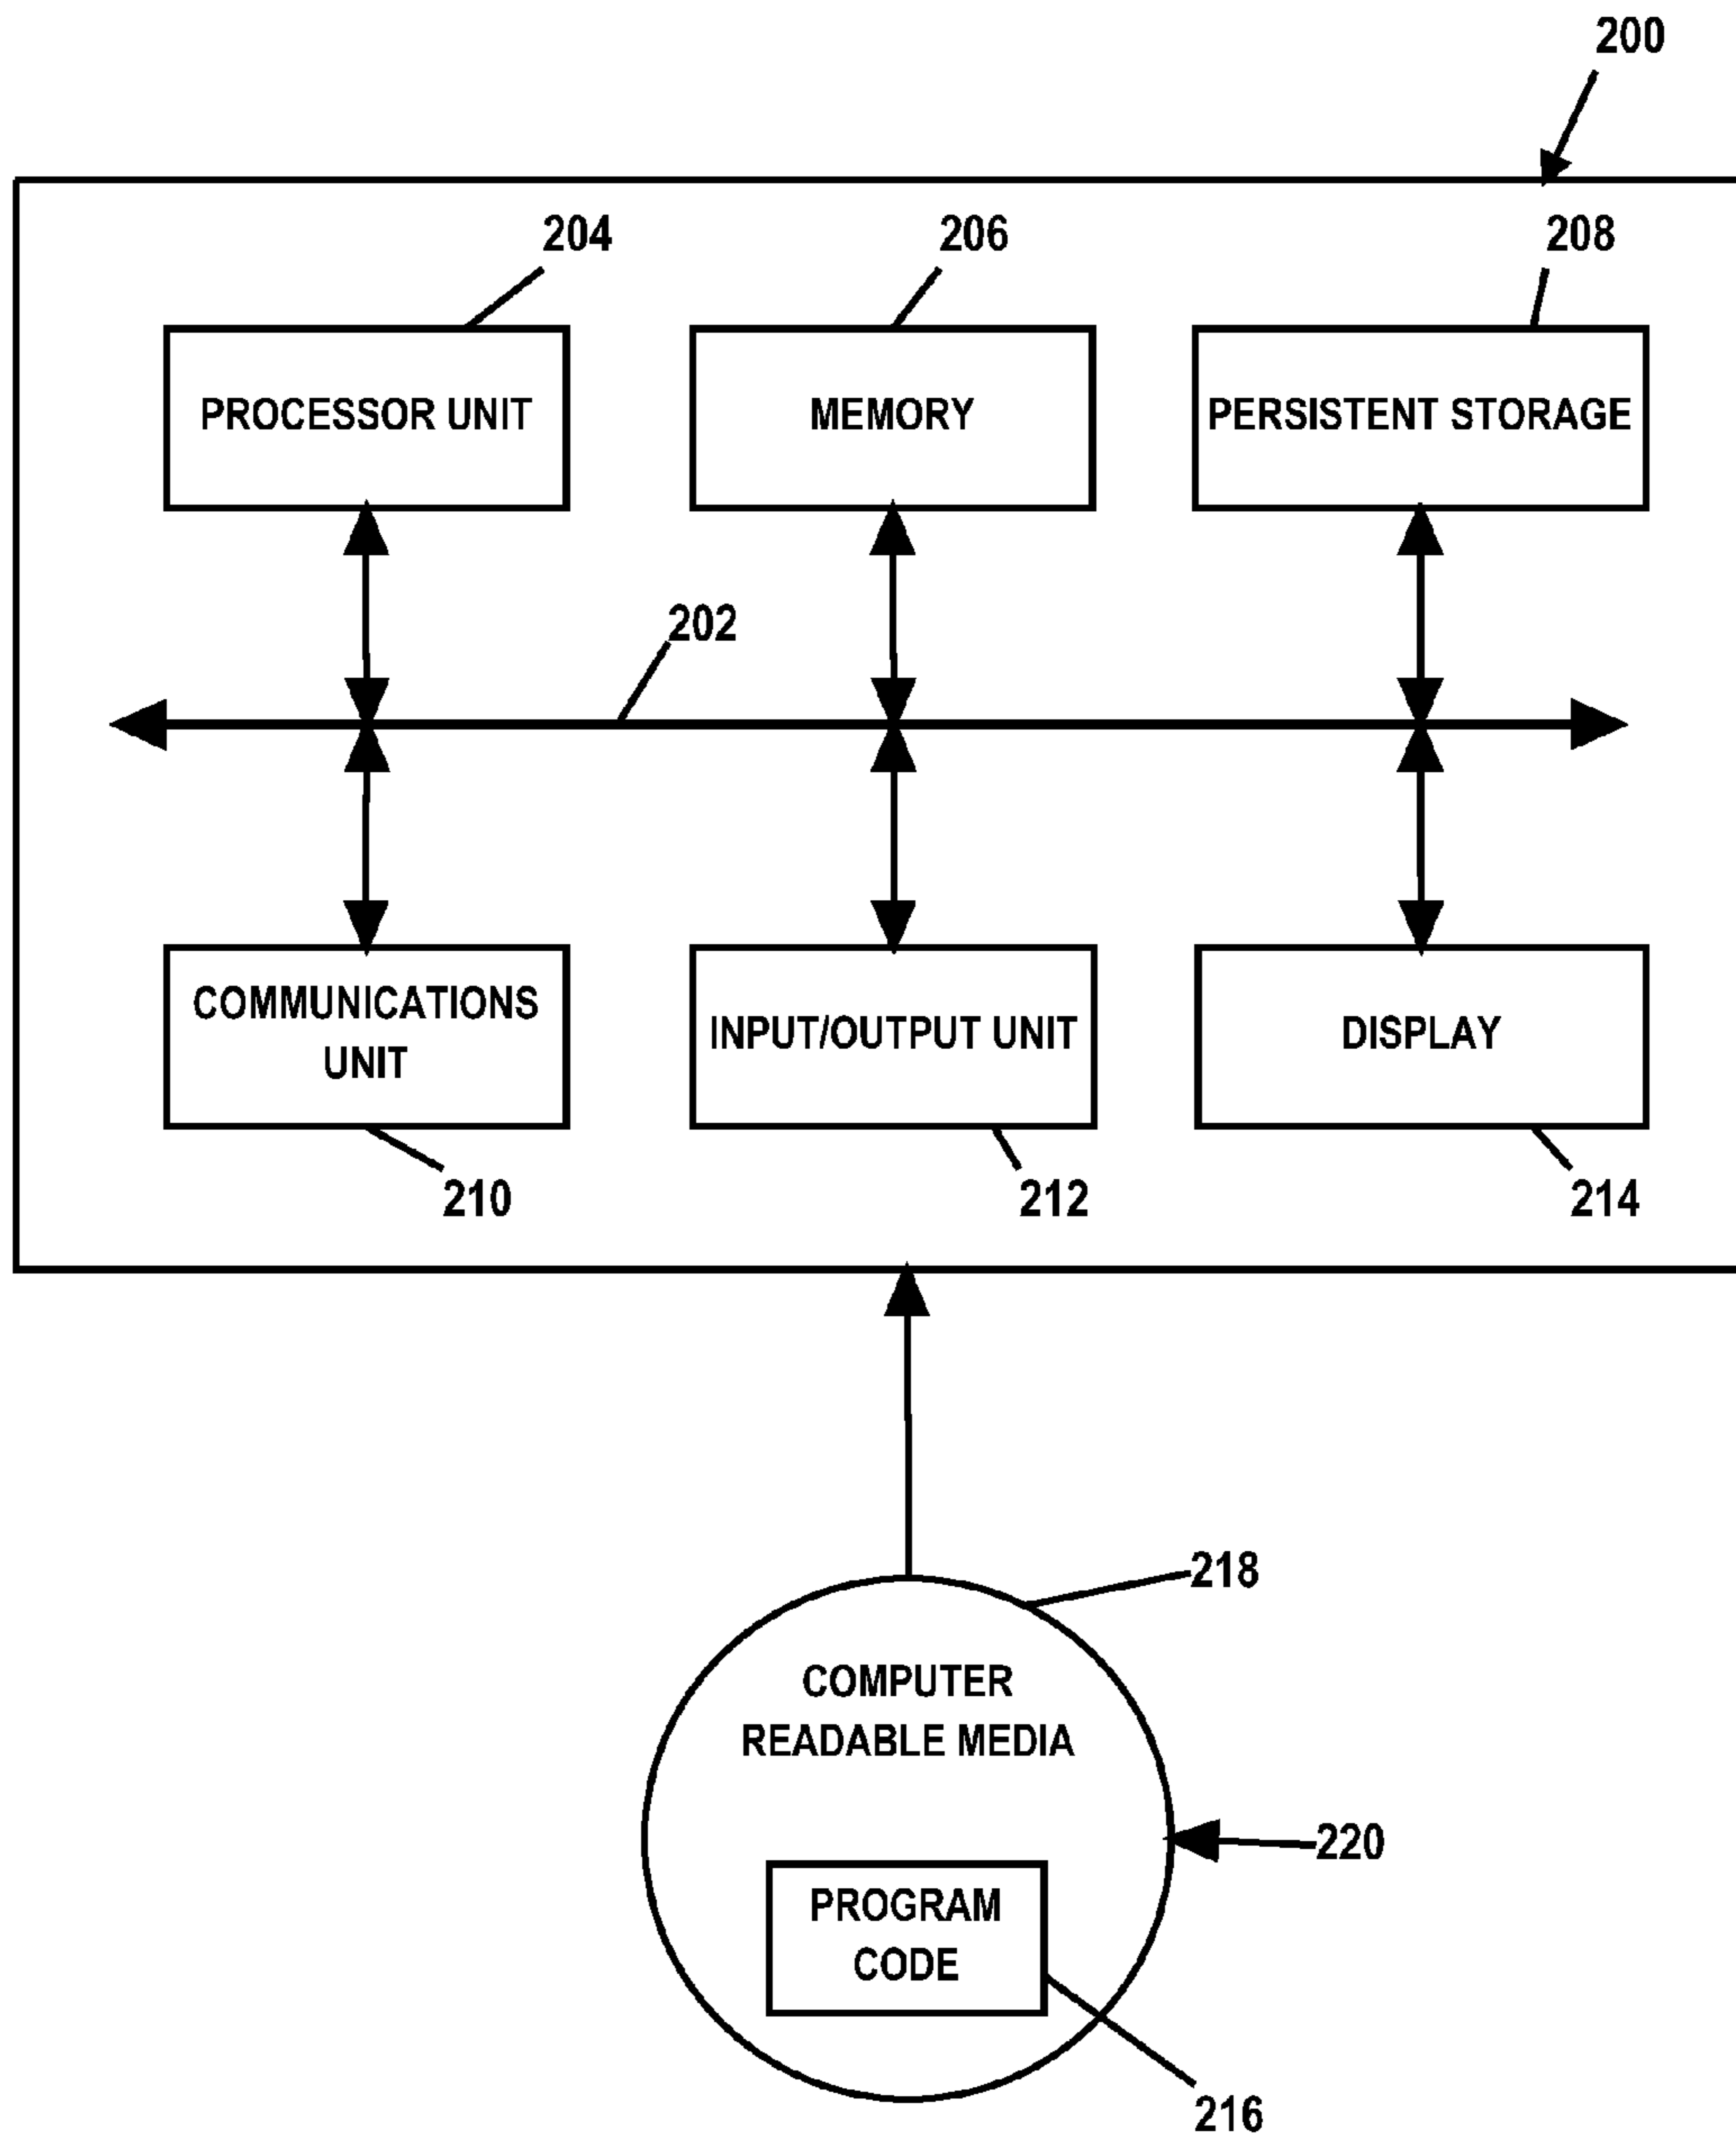 200
204
206
208
PROCESSOR UNIT
MEMORY
PERSISTENT STORAGE
202
COMMUNICATIONS
UNIT
INPUT/OUTPUT UNIT
DISPLAY
210
212
214
218
COMPUTER
READABLE MEDIA
220
PROGRAM
CODE
216